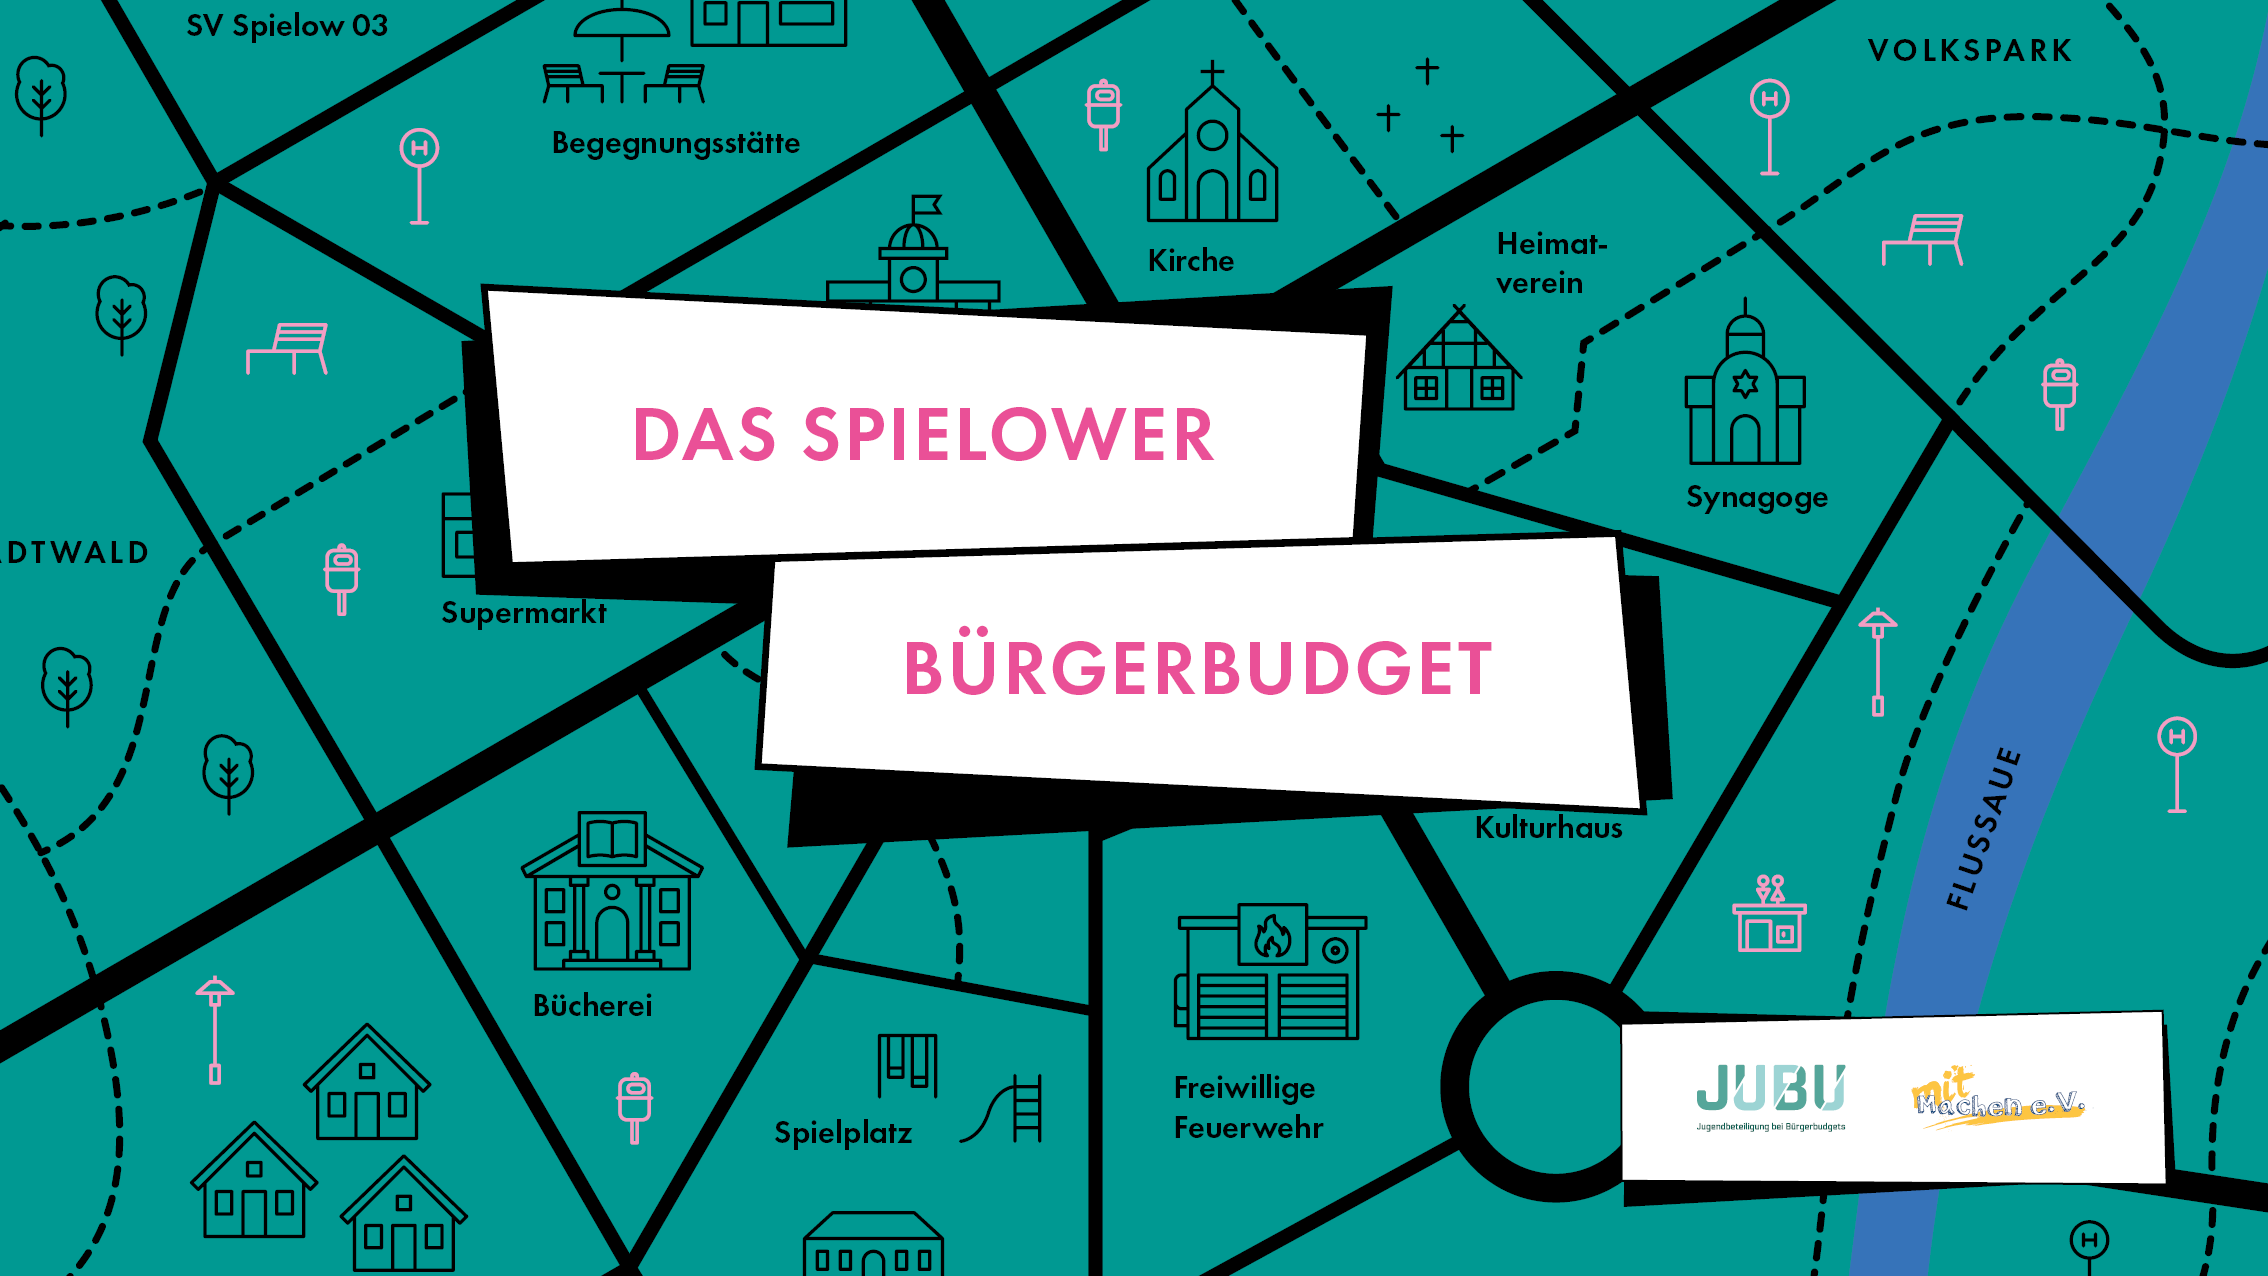 SV Spielow 03
VOLKSPARK
Begegnungsstätte
Kirche
Heimat-
verein
DAS SPIELOWER
Synagoge
DTWALD
Supermarkt
BÜRGERBUDGET
Kulturhaus
FLUSSAUE
Bücherei
Freiwillige
Feuerwehr
Spielplatz
JUBU
Jugendbeteiligung bei Bürgerbudgets
mit
Machen e.V.
H
H
H
H